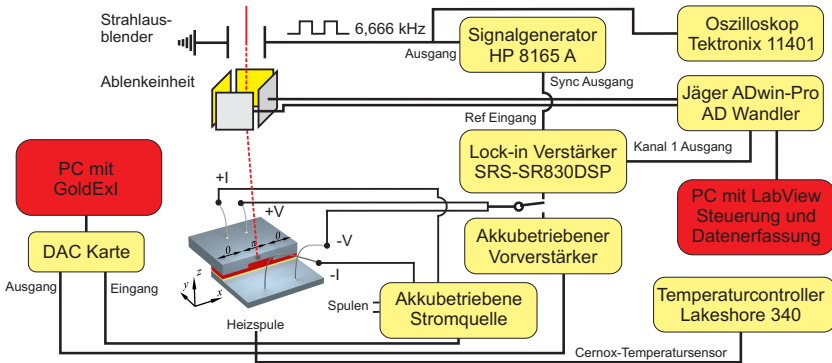 Strahlaus-
blender
6,666 kHz
Ausgang
Signalgenerator
HP 8165 A
Oszilloskop
Tektronix 11401
Ablenkeinheit
Sync Ausgang
Jäger ADwin-Pro
AD Wandler
Ref Eingang
Lock-in Verstärker
SRS-SR830DSP
Kanal 1 Ausgang
PC mit
GoldExI
+I
+V
-V
-I
0
π
0
PC mit LabView
Steuerung und
Datenerfassung
DAC Karte
Akkubetriebener
Vorverstärker
Ausgang
Eingang
z
y
x
Spulen
Akkubetriebene
Stromquelle
Temperaturcontroller
Lakeshore 340
Heizspule
Cernox-Temperatursensor